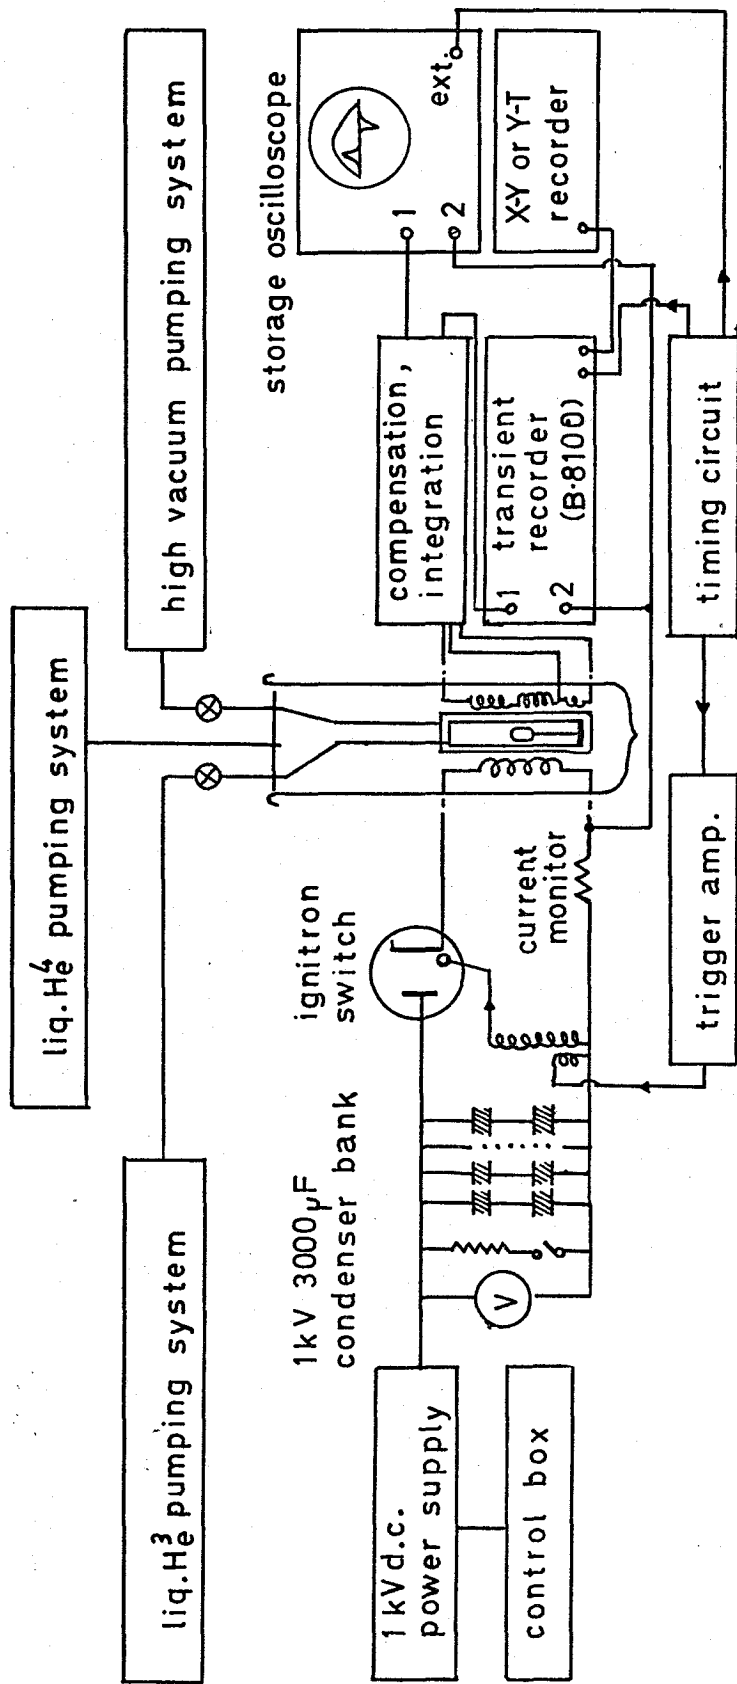 liq.He⁴ pumping system
liq.He³ pumping system
high vacuum pumping system
1kV 3000μF
condenser bank
ignitron
switch
storage oscilloscope
1
2
ext.
1kV d.c.
power supply
control box
V
current
monitor
compensation,
integration
transient
recorder
(B-8100)
1
2
X-Y or Y-T
recorder
trigger amp.
timing circuit